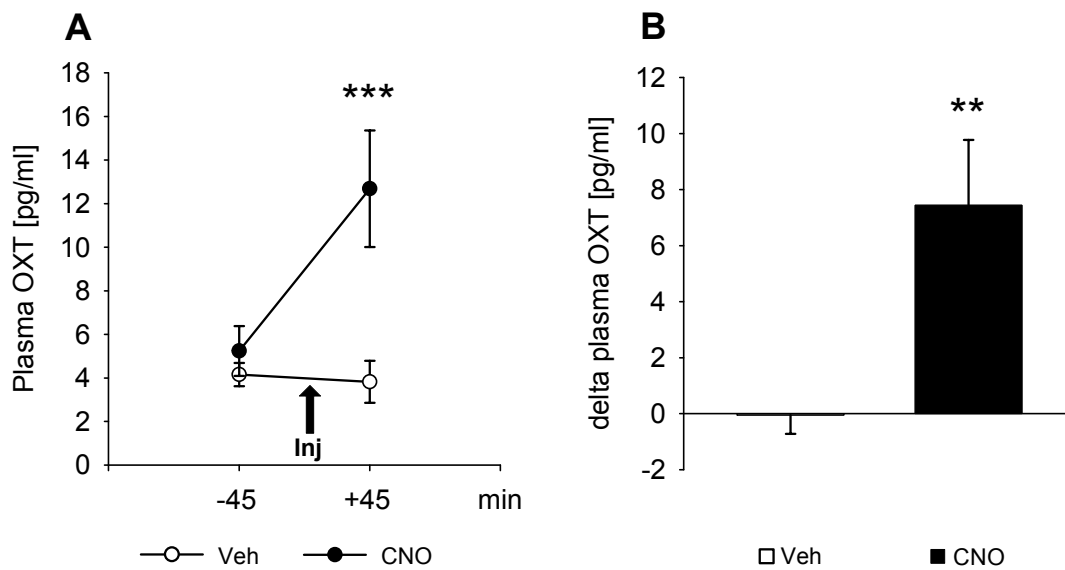 A
Plasma OXT [pg/ml]
18
16
14
12
10
8
6
4
2
0
***
Inj
-45 +45 min
Veh CNO
B
delta plasma OXT [pg/ml]
12
10
8
6
4
2
0
-2
**
Veh CNO